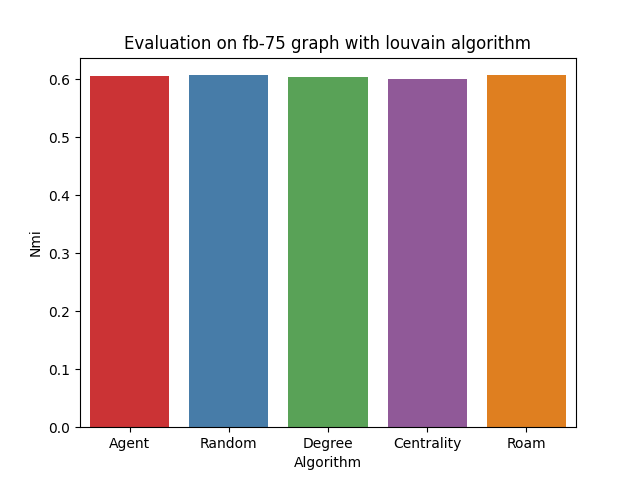 Evaluation on fb-75 graph with louvain algorithm
0.6
0.5
0.4
0.3
0.2
0.1
0.0
Nmi
Agent Random Degree Centrality Roam
Algorithm